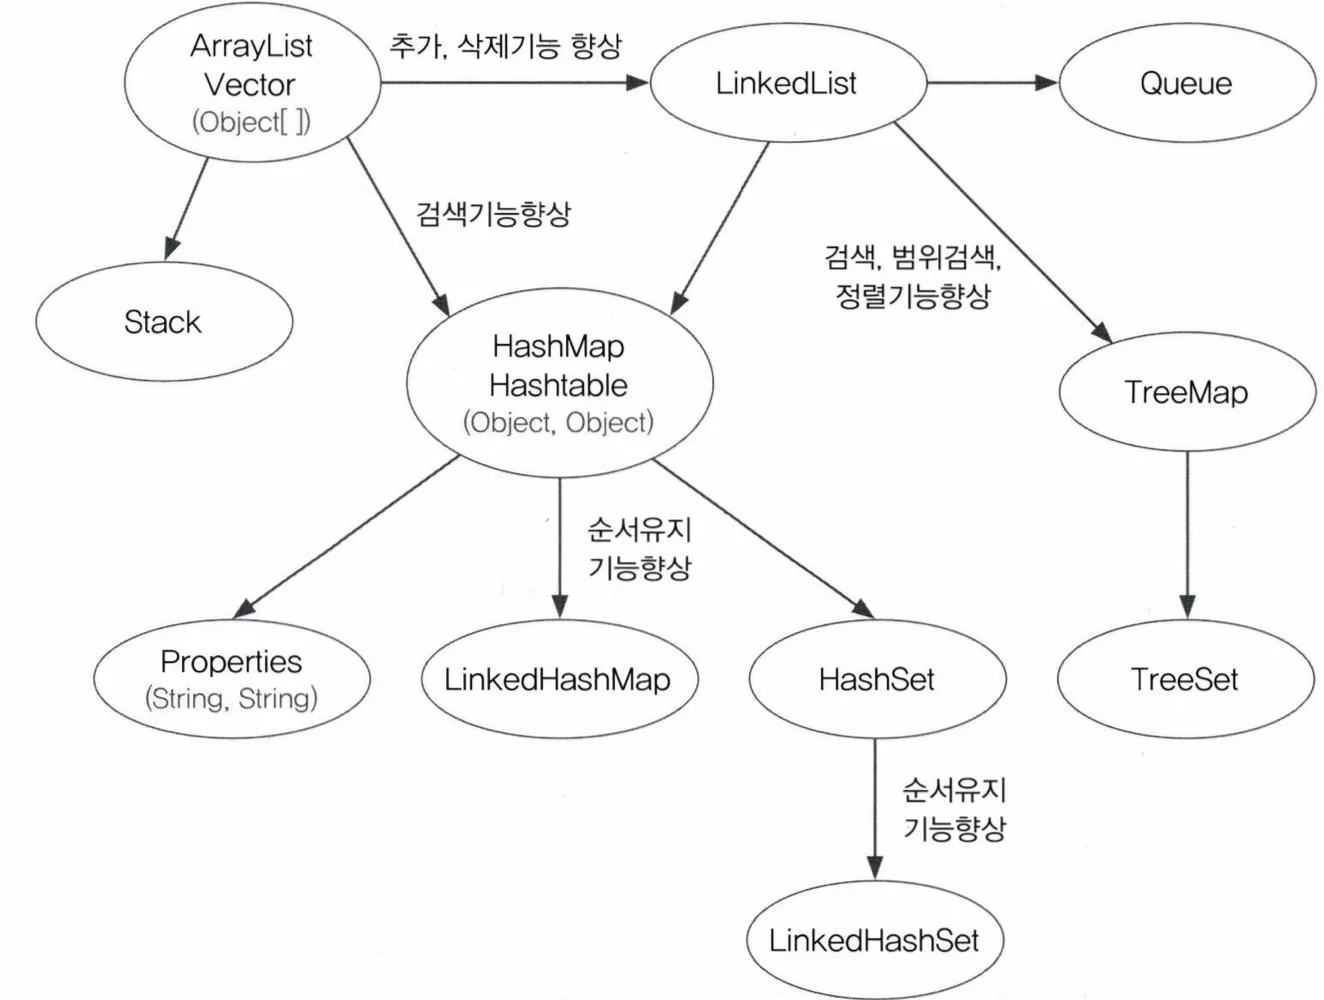 ArrayList
Vector
(Object[ ])
추가, 삭제기능 향상
LinkedList
Queue
검색기능향상
검색, 범위검색,
정렬기능향상
Stack
HashMap
Hashtable
(Object, Object)
TreeMap
순서유지
기능향상
Properties
(String, String)
LinkedHashMap
HashSet
TreeSet
순서유지
기능향상
LinkedHashSet